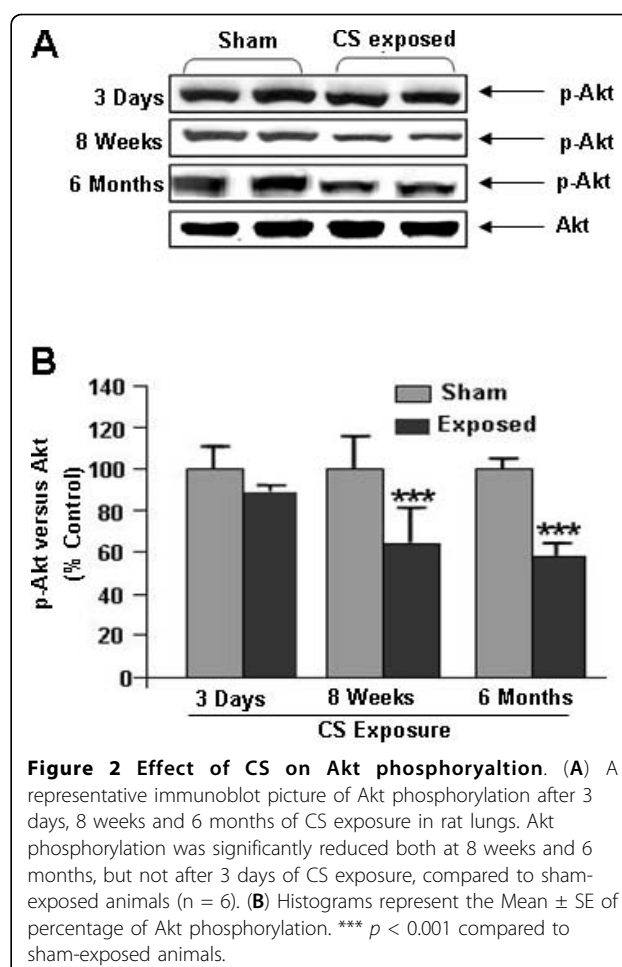 A
Sham CS exposed
3 Days p-Akt
8 Weeks p-Akt
6 Months p-Akt
Akt
B
p-Akt versus Akt
(% Control)
140
120
100
80
60
40
20
0
Sham
Exposed
***
***
3 Days 8 Weeks 6 Months
CS Exposure
Figure 2 Effect of CS on Akt phosphoryaltion. (A) A
representative immunoblot picture of Akt phosphorylation after 3
days, 8 weeks and 6 months of CS exposure in rat lungs. Akt
phosphorylation was significantly reduced both at 8 weeks and 6
months, but not after 3 days of CS exposure, compared to sham-
exposed animals (n = 6). (B) Histograms represent the Mean ± SE of
percentage of Akt phosphorylation. *** p < 0.001 compared to
sham-exposed animals.